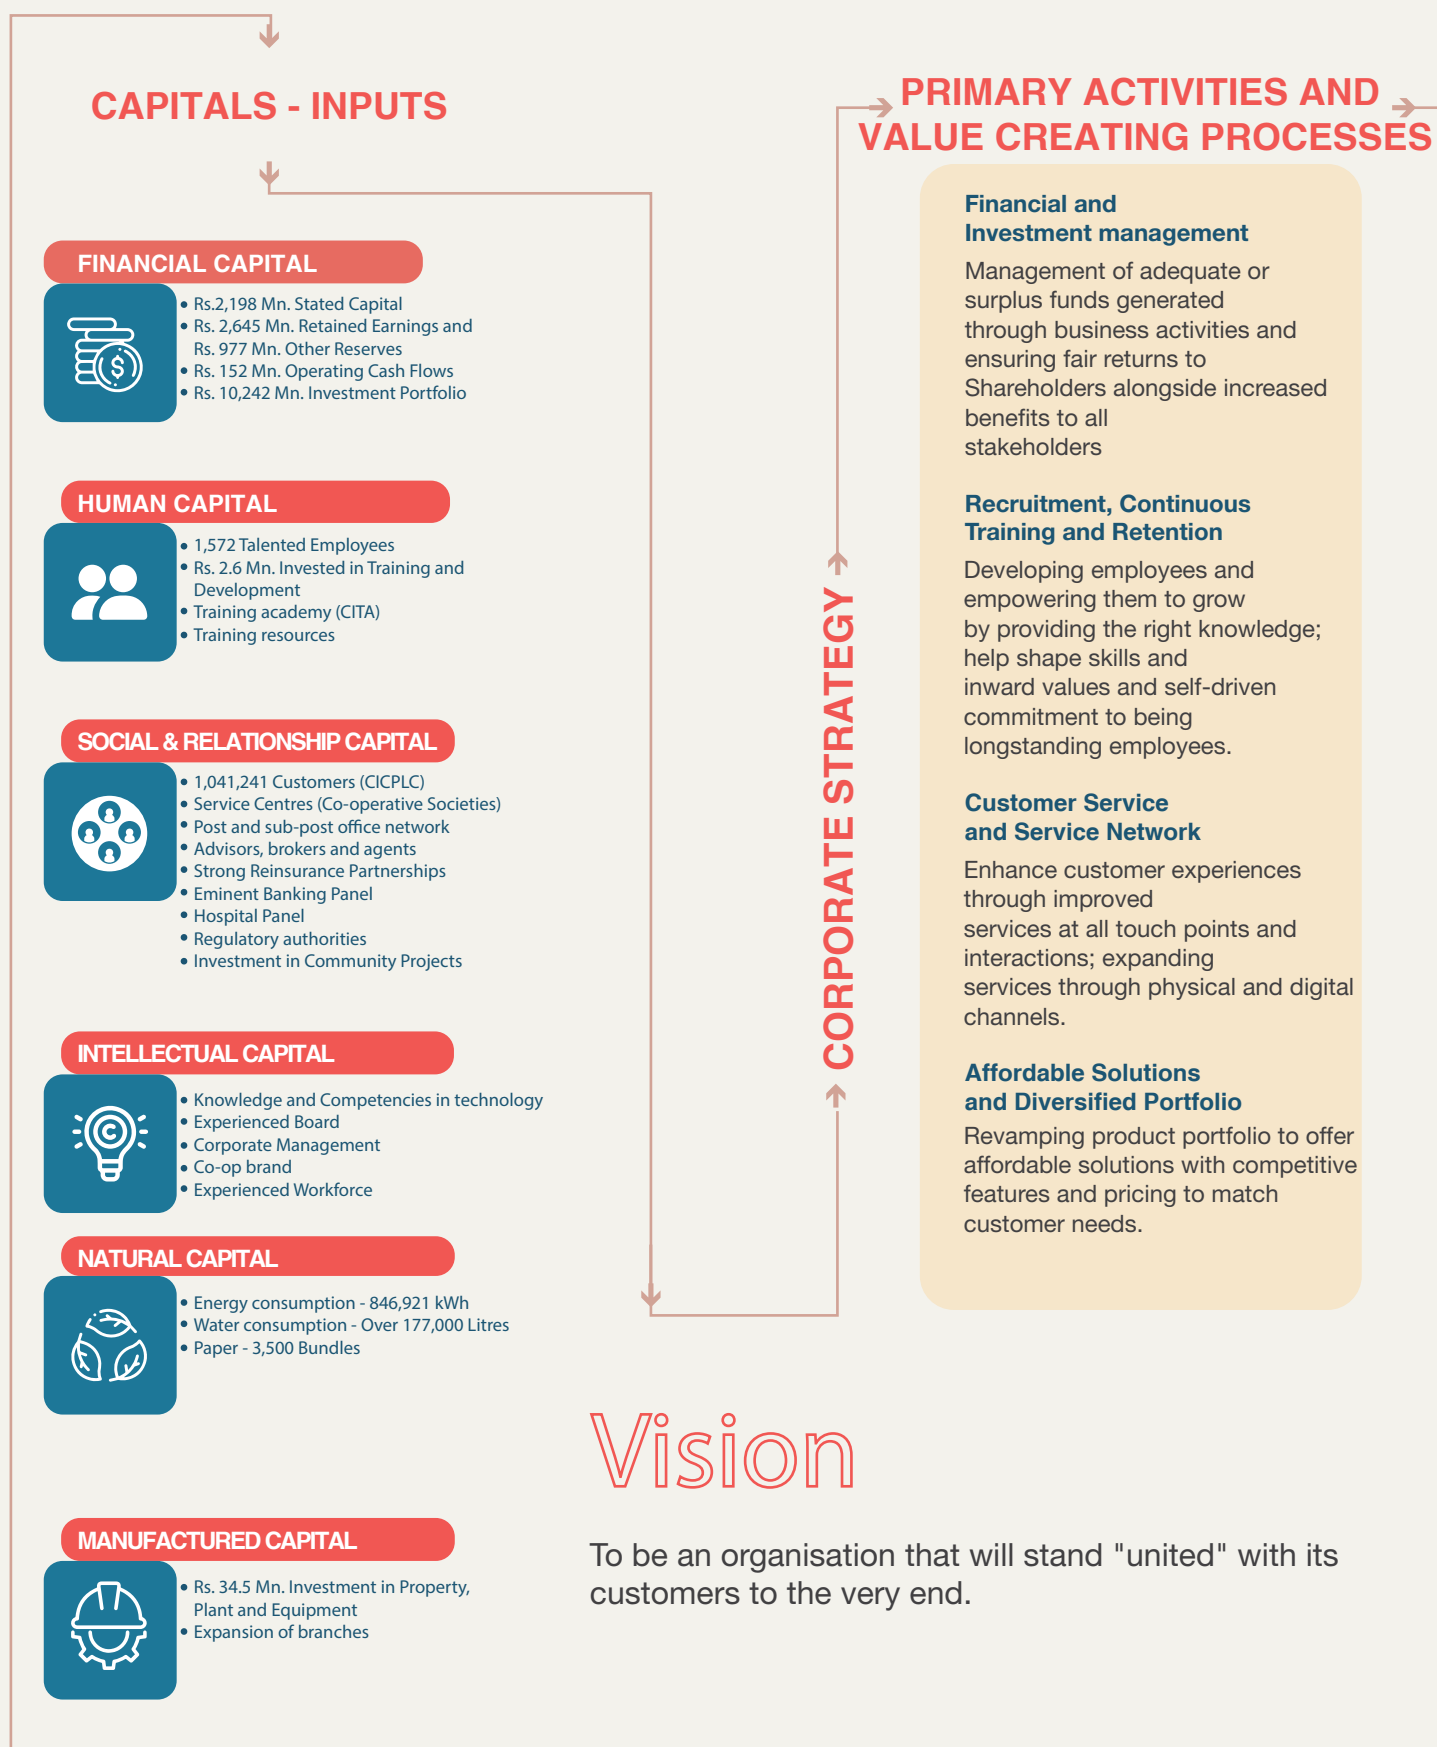 CAPITALS - INPUTS
FINANCIAL CAPITAL
• Rs.2,198 Mn. Stated Capital
• Rs. 2,645 Mn. Retained Earnings and
Rs. 977 Mn. Other Reserves
• Rs. 152 Mn. Operating Cash Flows
• Rs. 10,242 Mn. Investment Portfolio
HUMAN CAPITAL
• 1,572 Talented Employees
• Rs. 2.6 Mn. Invested in Training and
Development
• Training academy (CITA)
• Training resources
SOCIAL & RELATIONSHIP CAPITAL
• 1,041,241 Customers (CICPLC)
• Service Centres (Co-operative Societies)
• Post and sub-post office network
• Advisors, brokers and agents
• Strong Reinsurance Partnerships
• Eminent Banking Panel
• Hospital Panel
• Regulatory authorities
• Investment in Community Projects
INTELLECTUAL CAPITAL
• Knowledge and Competencies in technology
• Experienced Board
• Corporate Management
• Co-op brand
• Experienced Workforce
NATURAL CAPITAL
• Energy consumption - 846,921 kWh
• Water consumption - Over 177,000 Litres
• Paper - 3,500 Bundles
MANUFACTURED CAPITAL
• Rs. 34.5 Mn. Investment in Property,
Plant and Equipment
• Expansion of branches
CORPORATE STRATEGY
PRIMARY ACTIVITIES AND
VALUE CREATING PROCESSES
Financial and
Investment management
Management of adequate or
surplus funds generated
through business activities and
ensuring fair returns to
Shareholders alongside increased
benefits to all
stakeholders
Recruitment, Continuous
Training and Retention
Developing employees and
empowering them to grow
by providing the right knowledge;
help shape skills and
inward values and self-driven
commitment to being
longstanding employees.
Customer Service
and Service Network
Enhance customer experiences
through improved
services at all touch points and
interactions; expanding
services through physical and digital
channels.
Affordable Solutions
and Diversified Portfolio
Revamping product portfolio to offer
affordable solutions with competitive
features and pricing to match
customer needs.
Vision
To be an organisation that will stand "united" with its
customers to the very end.